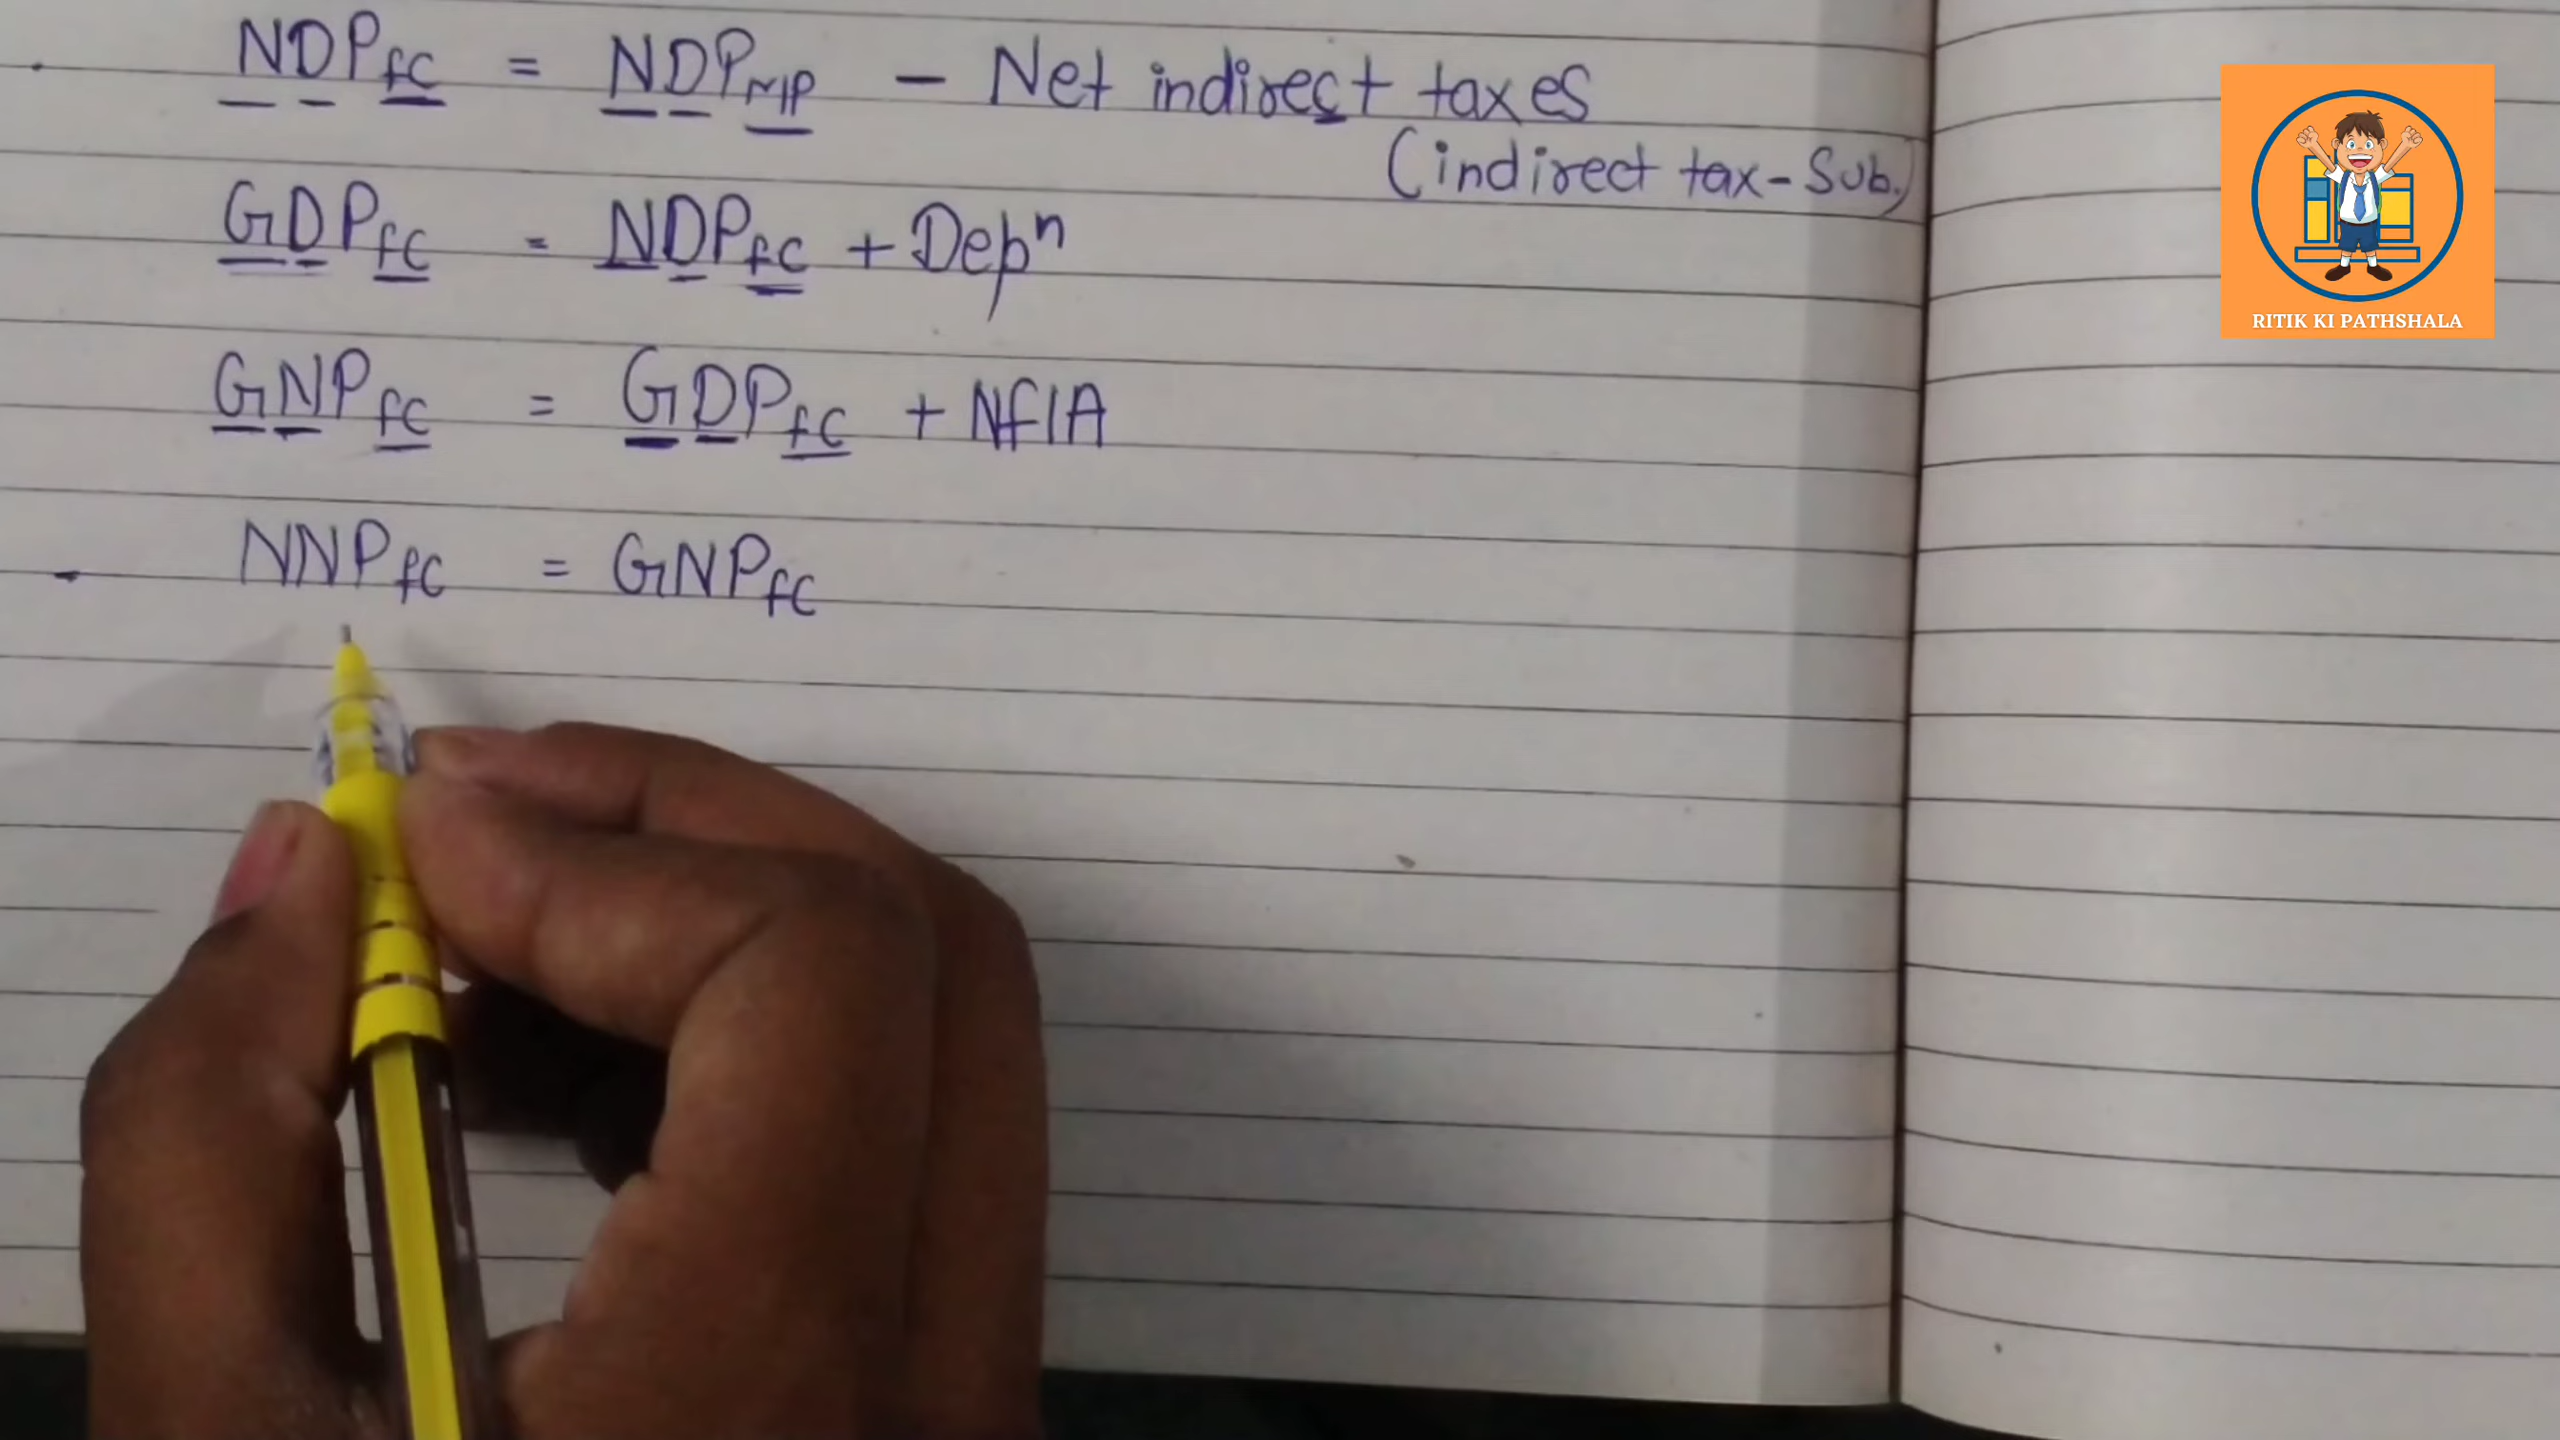 NDPfc = NDPMP - Net indirect taxes
(indirect tax - Sub.)
GDPfc = NDPfc + Depⁿ
GNPfc = GDPfc + NFIA
NNPfc = GNPfc
RITIK KI PATHSHALA